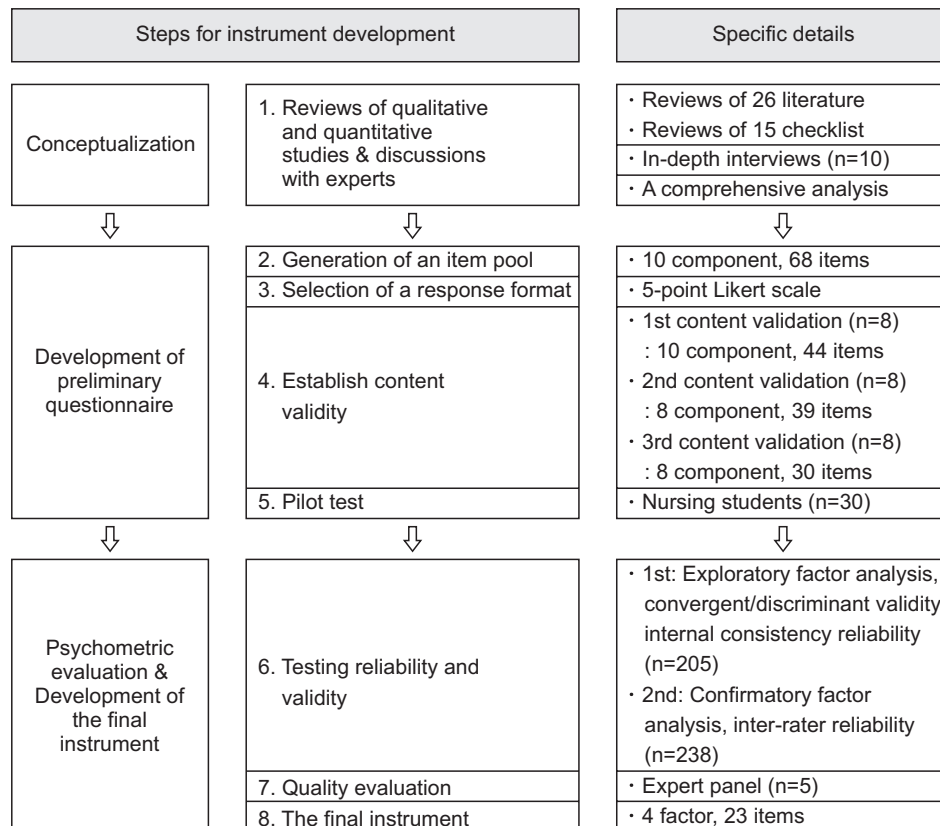 Steps for instrument development
Specific details
Conceptualization
1. Reviews of qualitative
and quantitative
studies & discussions
with experts
· Reviews of 26 literature
· Reviews of 15 checklist
· In-depth interviews (n=10)
· A comprehensive analysis
Development of
preliminary
questionnaire
2. Generation of an item pool
3. Selection of a response format
4. Establish content
validity
5. Pilot test
· 10 component, 68 items
· 5-point Likert scale
· 1st content validation (n=8)
: 10 component, 44 items
· 2nd content validation (n=8)
: 8 component, 39 items
· 3rd content validation (n=8)
: 8 component, 30 items
· Nursing students (n=30)
Psychometric
evaluation &
Development of
the final
instrument
6. Testing reliability and
validity
7. Quality evaluation
8. The final instrument
· 1st: Exploratory factor analysis,
convergent/discriminant validity
internal consistency reliability
(n=205)
· 2nd: Confirmatory factor
analysis, inter-rater reliability
(n=238)
· Expert panel (n=5)
· 4 factor, 23 items